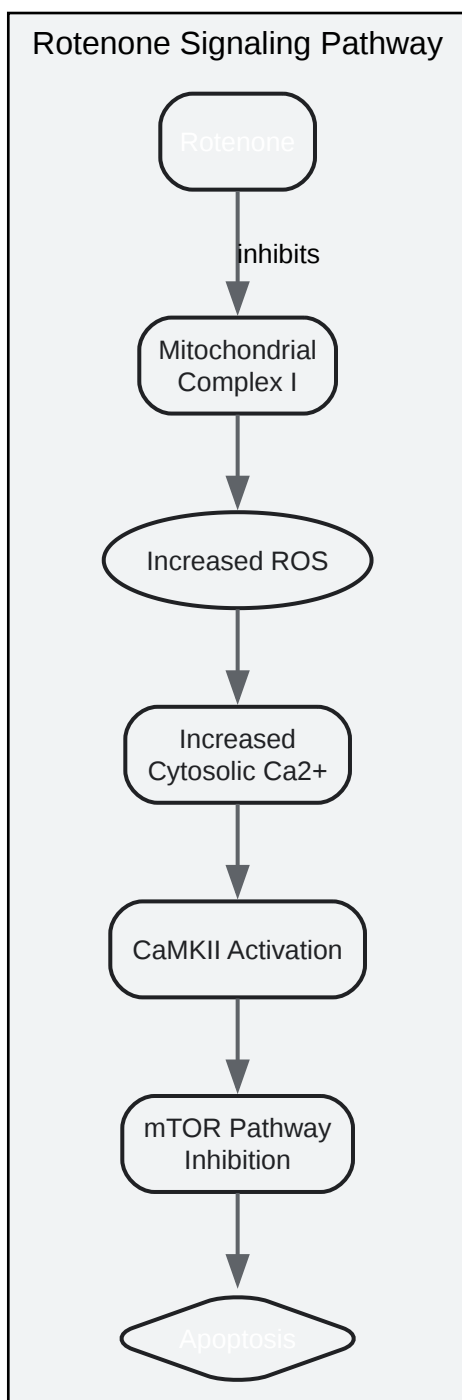 Rotenone Signaling Pathway
Rotenone
inhibits
Mitochondrial
Complex I
Increased ROS
Increased
Cytosolic Ca2+
CaMKII Activation
mTOR Pathway
Inhibition
Apoptosis